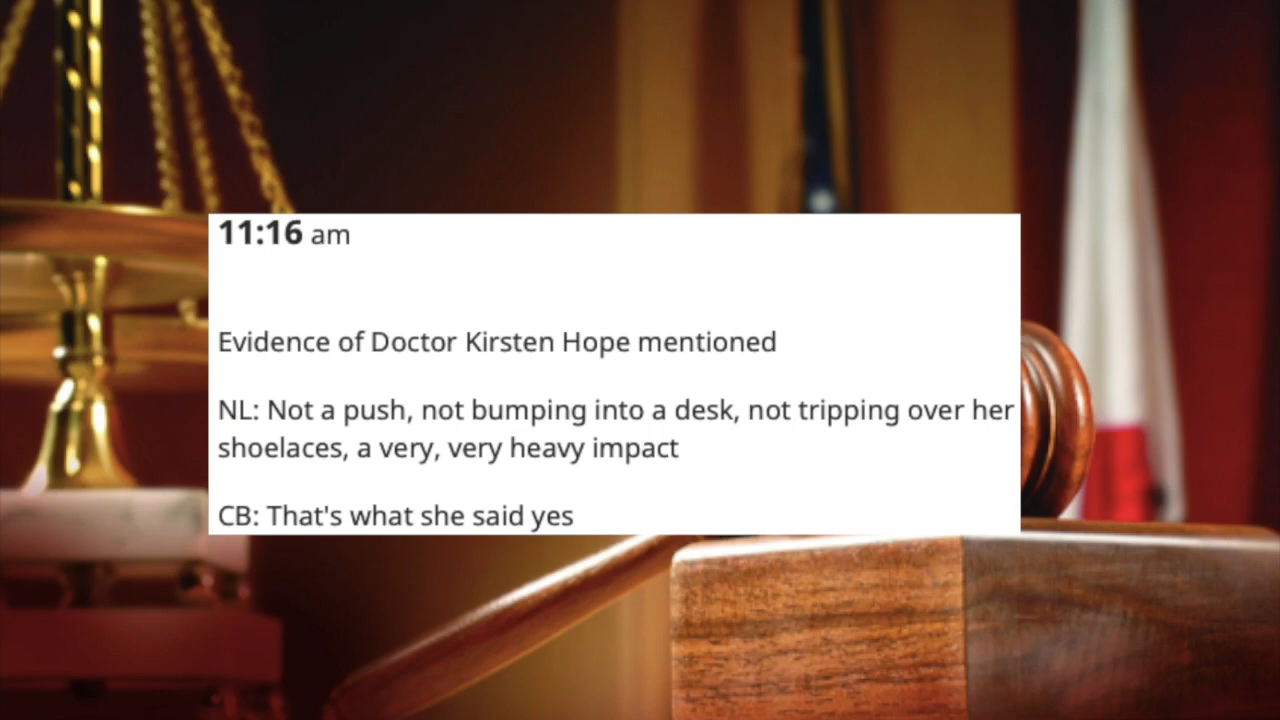 11:16 am
Evidence of Doctor Kirsten Hope mentioned
NL: Not a push, not bumping into a desk, not tripping over her
shoelaces, a very, very heavy impact
CB: That's what she said yes